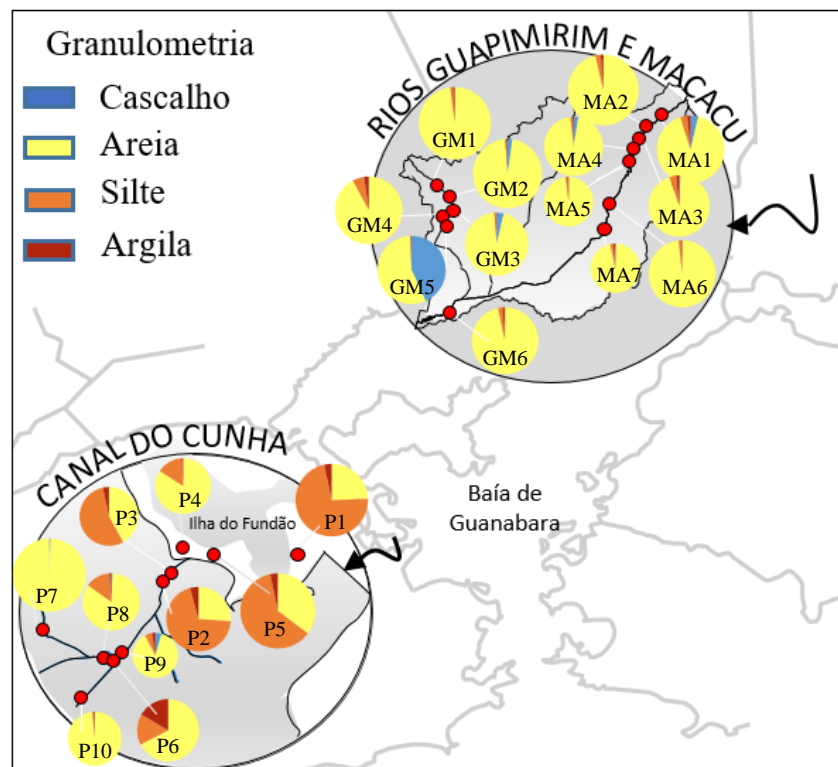 Granulometria
Cascalho
Areia
Silte
Argila
RIOS GUAPIMIRIM E MACACU
MA2
GM1
MA4
MA1
GM2
MA5
MA3
GM4
GM3
GM5
MA7
MA6
GM6
CANAL DO CUNHA
P4
Ilha do Fundão
P1
P3
Baía de
Guanabara
P7
P8
P2
P5
P9
P10
P6